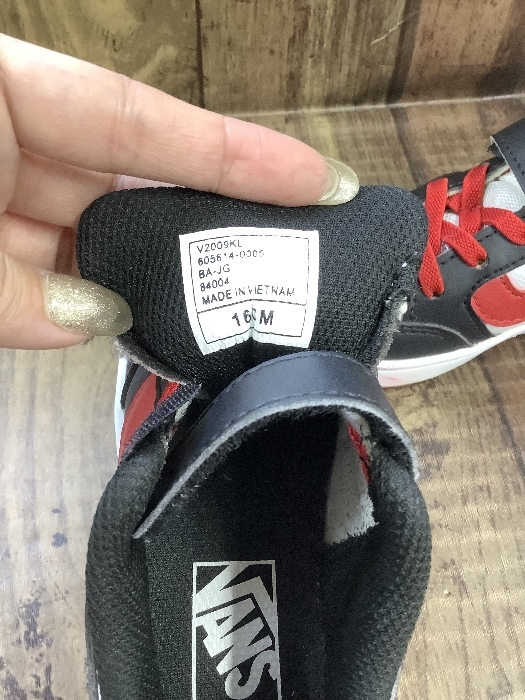 V2009KL
605614-0005
BA-JG
84004
MADE IN VIETNAM
16CM
VANS